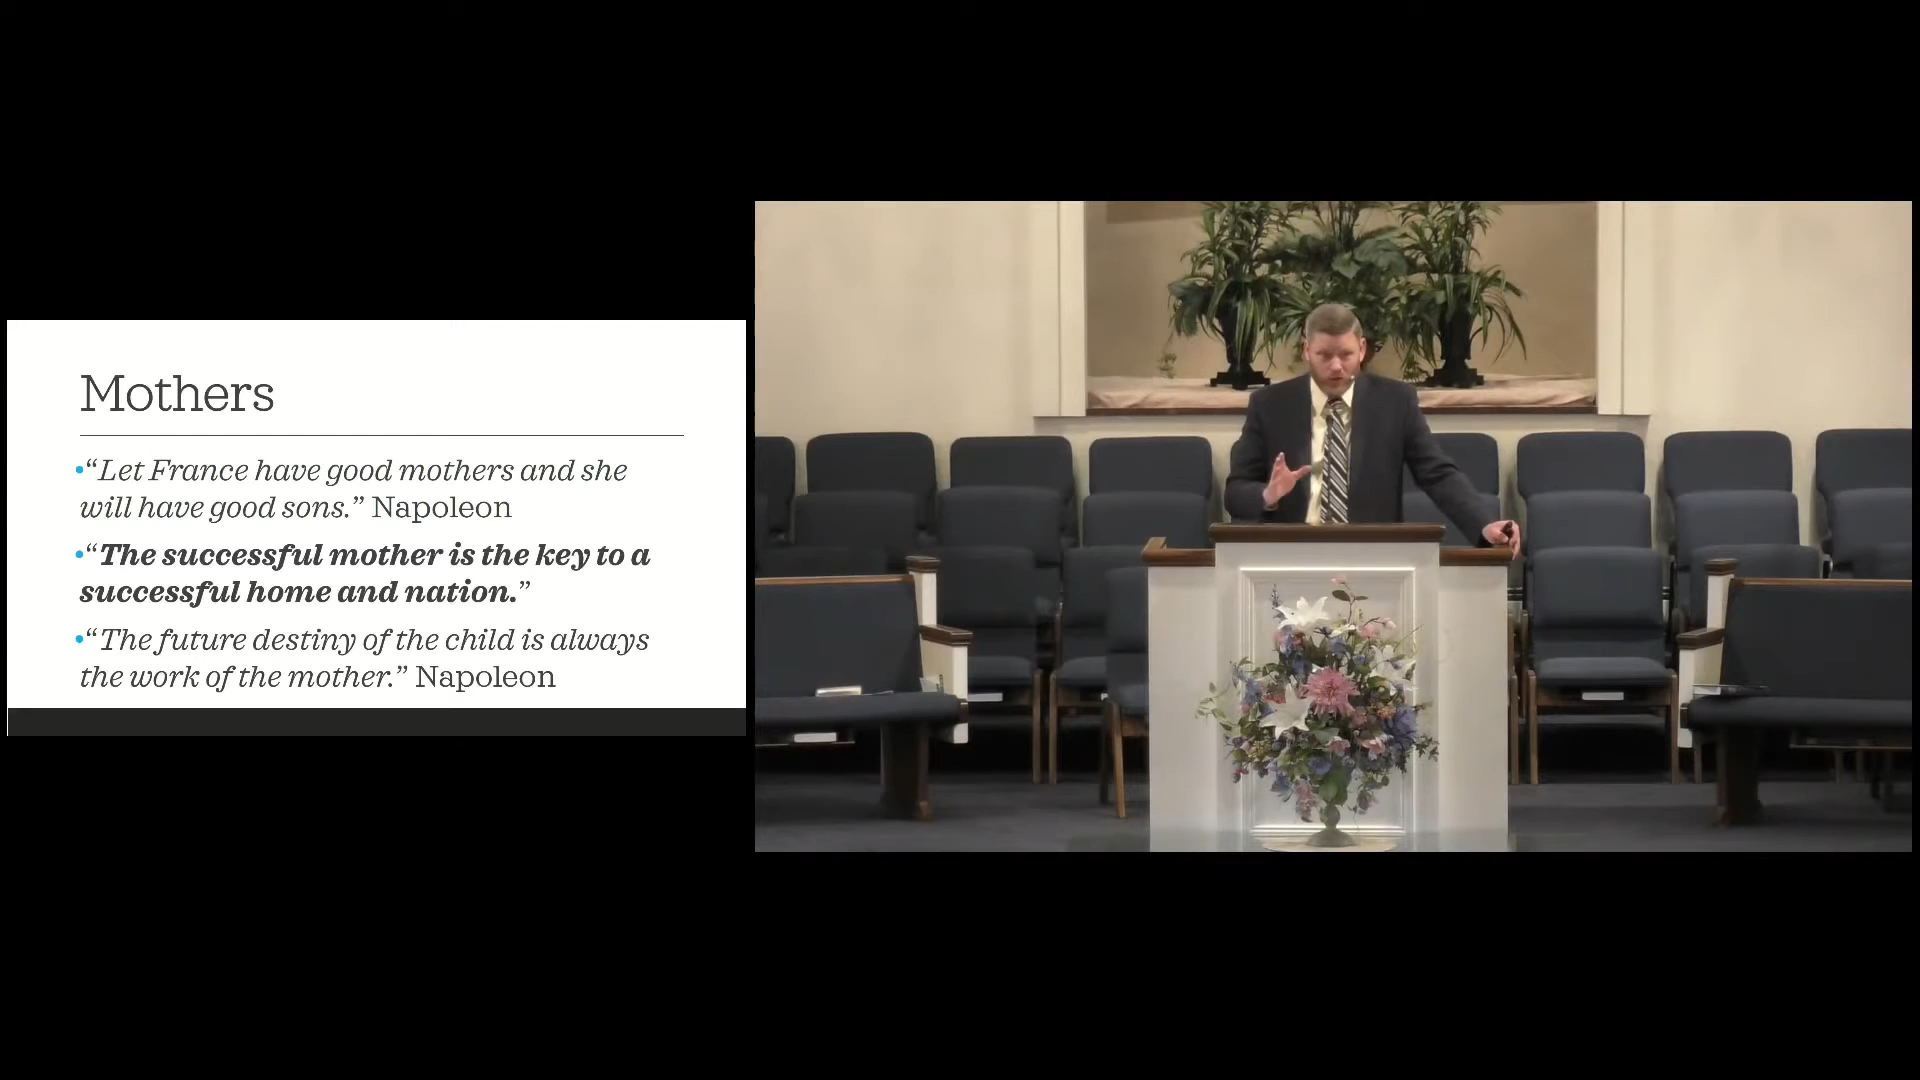 Mothers
•“Let France have good mothers and she
will have good sons.” Napoleon
•“The successful mother is the key to a
successful home and nation.”
•“The future destiny of the child is always
the work of the mother.” Napoleon